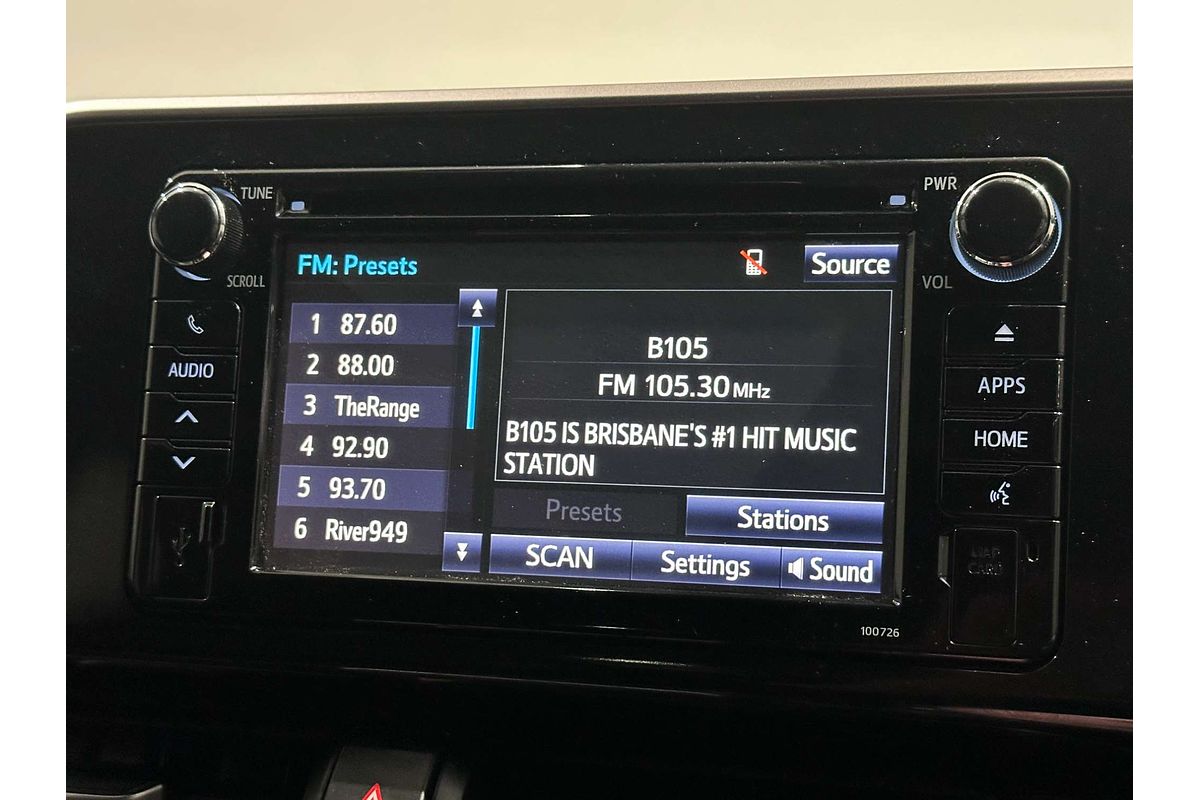 TUNE
PWR
SCROLL
VOL
FM: Presets
Source
1 87.60
2 88.00
3 TheRange
4 92.90
5 93.70
6 River949
B105
FM 105.30 MHz
B105 IS BRISBANE'S #1 HIT MUSIC
STATION
Presets
Stations
SCAN
Settings
Sound
AUDIO
APPS
HOME
MAP
CARD
100726